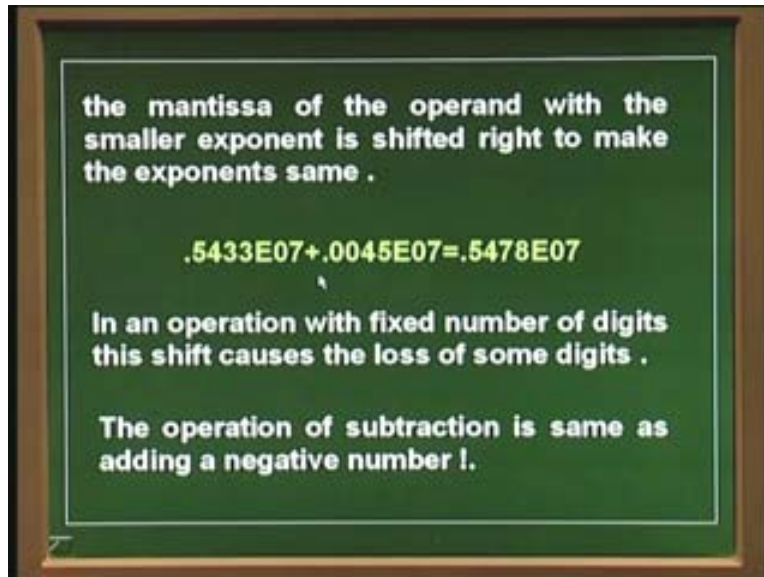 the mantissa of the operand with the
smaller exponent is shifted right to make
the exponents same .
.5433E07+.0045E07=.5478E07
In an operation with fixed number of digits
this shift causes the loss of some digits .
The operation of subtraction is same as
adding a negative number !.